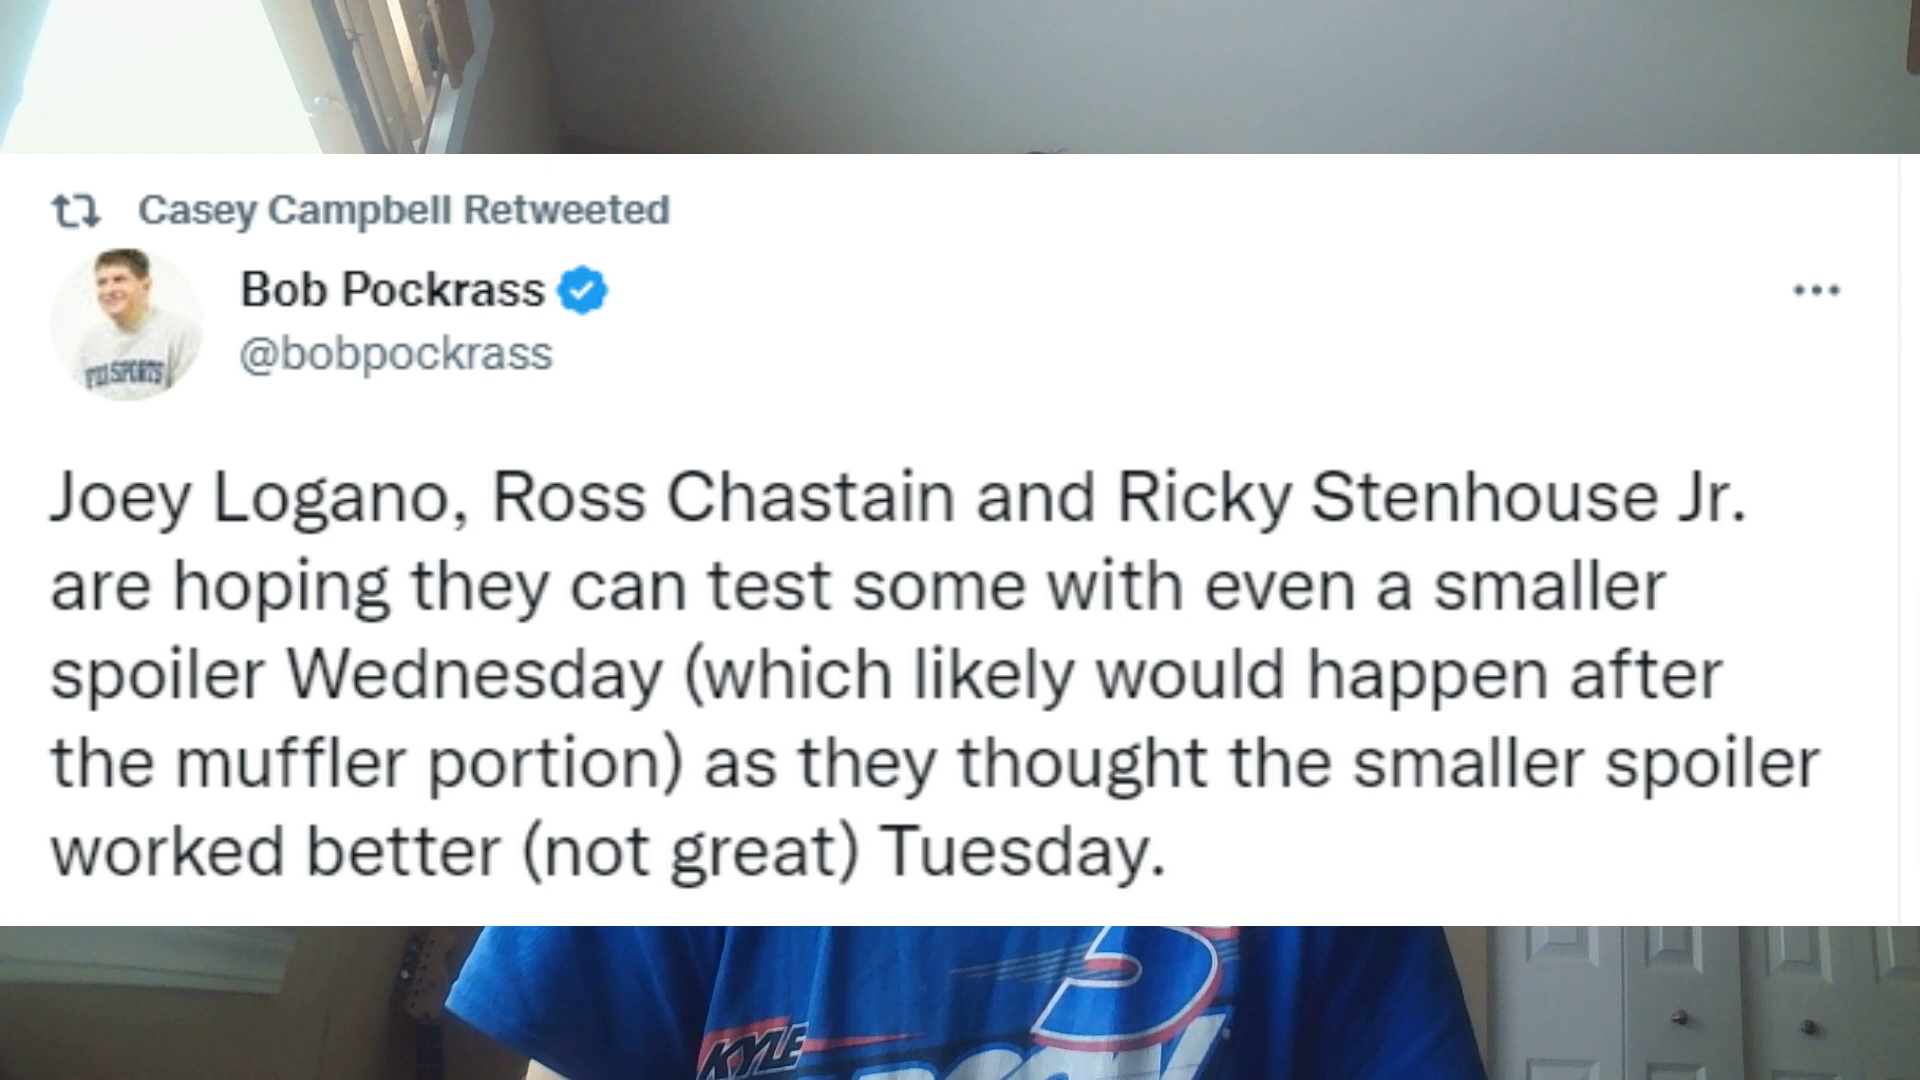 Casey Campbell Retweeted
Bob Pockrass
@bobpockrass
Joey Logano, Ross Chastain and Ricky Stenhouse Jr.
are hoping they can test some with even a smaller
spoiler Wednesday (which likely would happen after
the muffler portion) as they thought the smaller spoiler
worked better (not great) Tuesday.
5
KYLE